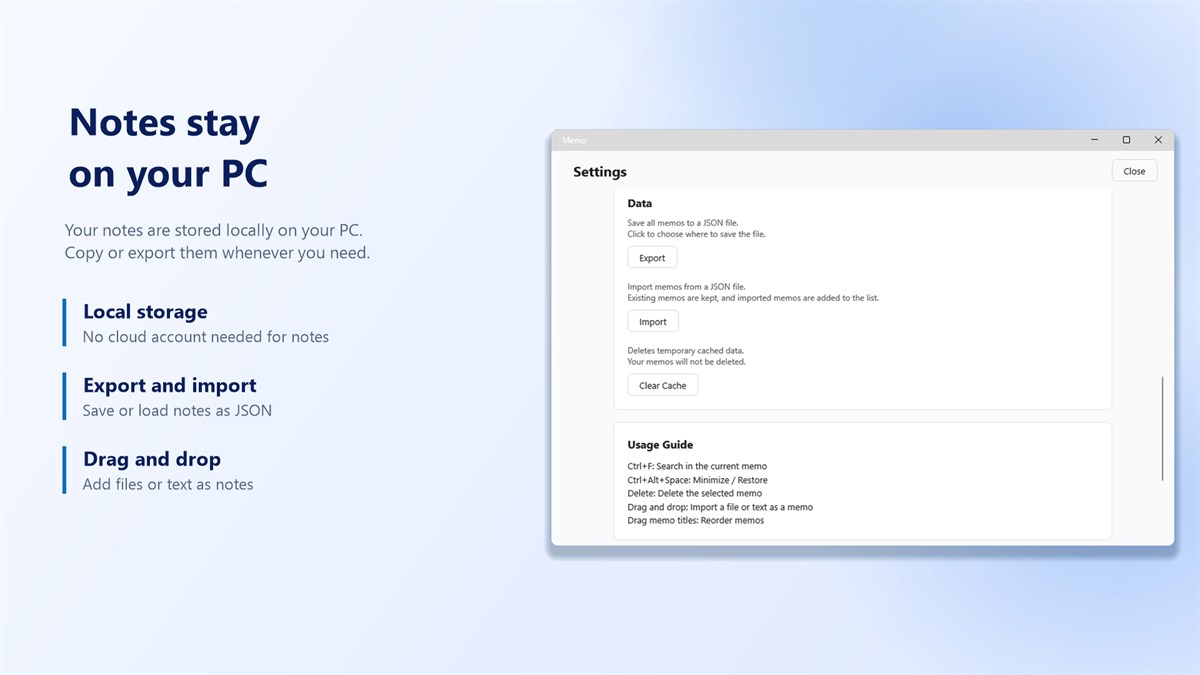 Notes stay
on your PC
Your notes are stored locally on your PC.
Copy or export them whenever you need.
Local storage
No cloud account needed for notes
Export and import
Save or load notes as JSON
Drag and drop
Add files or text as notes
Memo
Settings
Close
Data
Save all memos to a JSON file.
Click to choose where to save the file.
Export
Import memos from a JSON file.
Existing memos are kept, and imported memos are added to the list.
Import
Deletes temporary cached data.
Your memos will not be deleted.
Clear Cache
Usage Guide
Ctrl+F: Search in the current memo
Ctrl+Alt+Space: Minimize / Restore
Delete: Delete the selected memo
Drag and drop: Import a file or text as a memo
Drag memo titles: Reorder memos